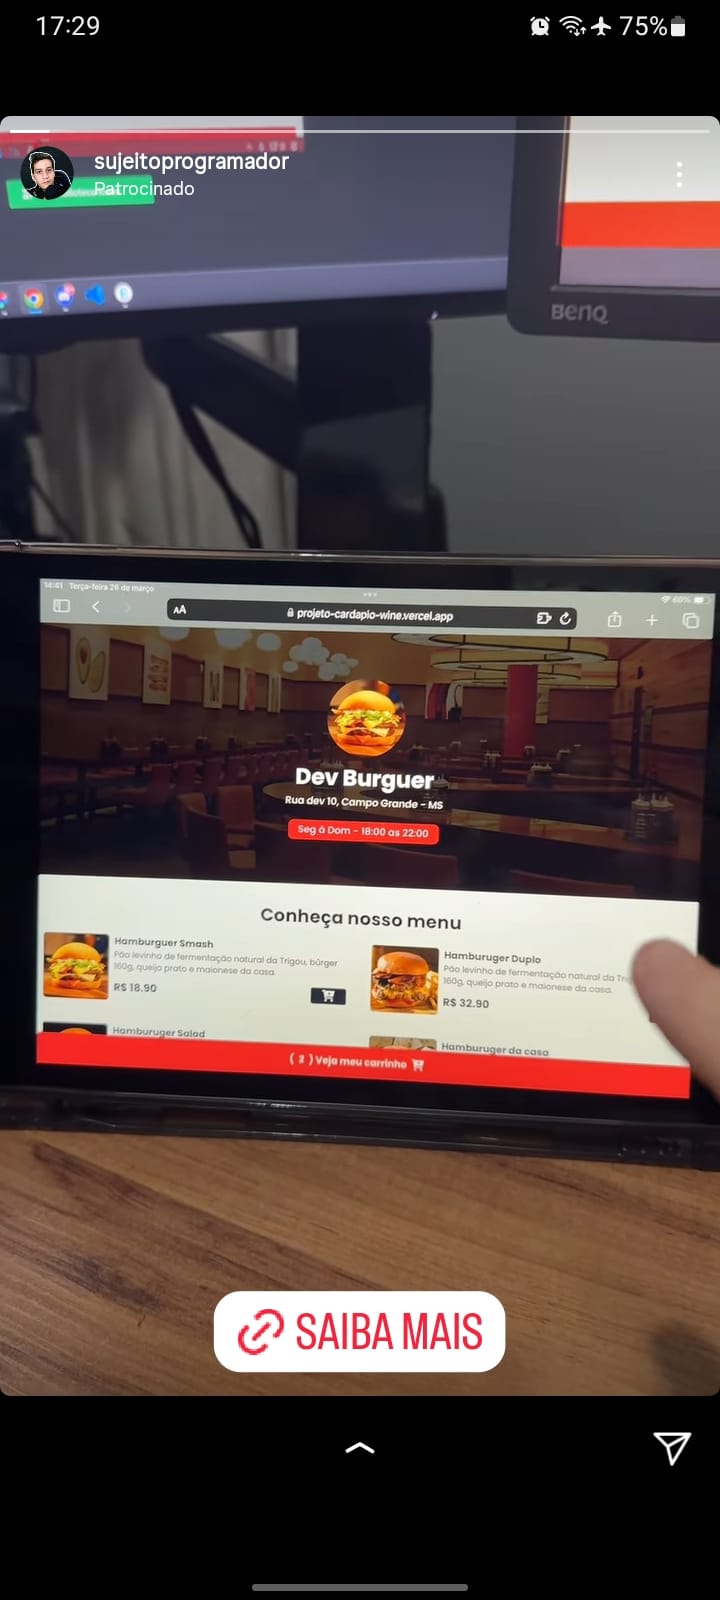 17:29
75%
sujeitoprogramador
Patrocinado
BenQ
14:41 Terça-feira 26 de março
69%
AA
projeto-cardapio-wine.vercel.app
Dev Burguer
Rua dev 10, Campo Grande - MS
Seg á Dom - 18:00 as 22:00
Conheça nosso menu
Hamburguer Smash
Pão levinho de fermentação natural da Trigou, búrger
160g, queijo prato e maionese da casa.
R$ 18.90
Hamburuger Duplo
Pão levinho de fermentação natural da
160g, queijo prato e maionese da casa.
R$ 32.90
Hamburuger Salad
Hamburuger da casa
( 2 ) Veja meu carrinho
SAIBA MAIS